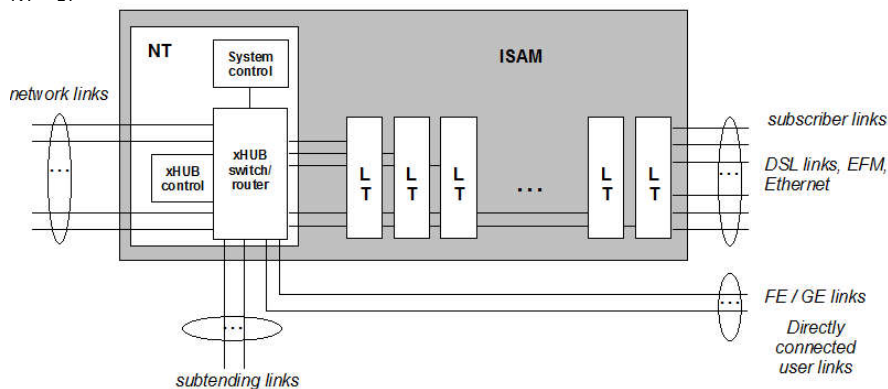 NT
System
control
ISAM
network links
subscriber links
xHUB
switch/
router
xHUB
control
...
L
T
L
T
L
T
...
L
T
L
T
...
DSL links, EFM,
Ethernet
...
FE / GE links
...
Directly
connected
user links
subtending links